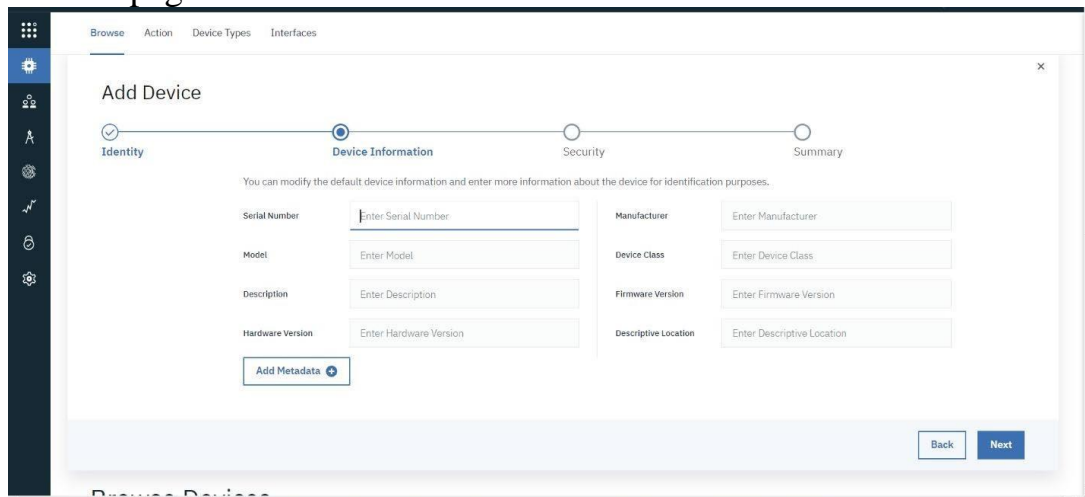 Browse Action Device Types Interfaces
Add Device
Identity Device Information Security Summary
You can modify the default device information and enter more information about the device for identification purposes.
Serial Number Enter Serial Number Manufacturer Enter Manufacturer
Model Enter Model Device Class Enter Device Class
Description Enter Description Firmware Version Enter Firmware Version
Hardware Version Enter Hardware Version Descriptive Location Enter Descriptive Location
Add Metadata
Back Next
Browse Devices